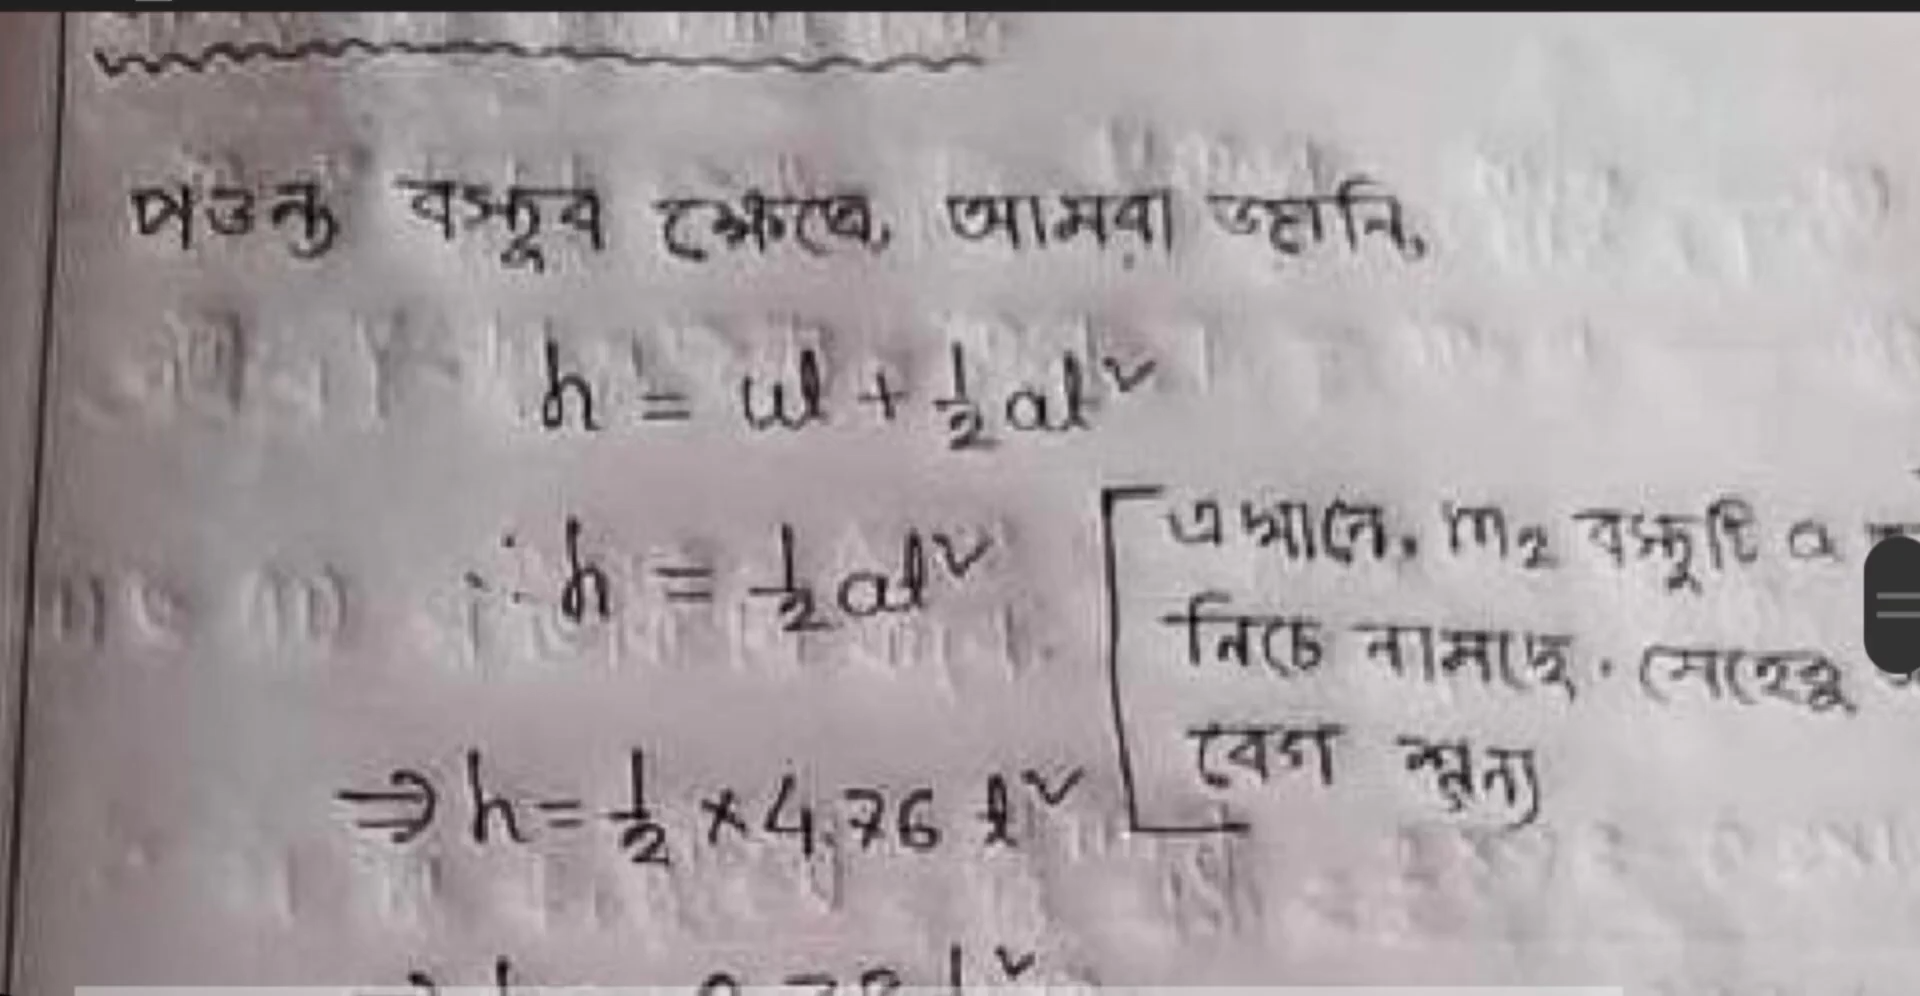 পড়ন্ত বস্তুর ক্ষেত্রে, আমরা জানি,
h = ut + ½at²
∴ h = ½at²
এখানে, m₂ বস্তুটি a
নিচে নামছে. সেহেতু
বেগ শূন্য
⇒ h = ½ × 4.76 t²